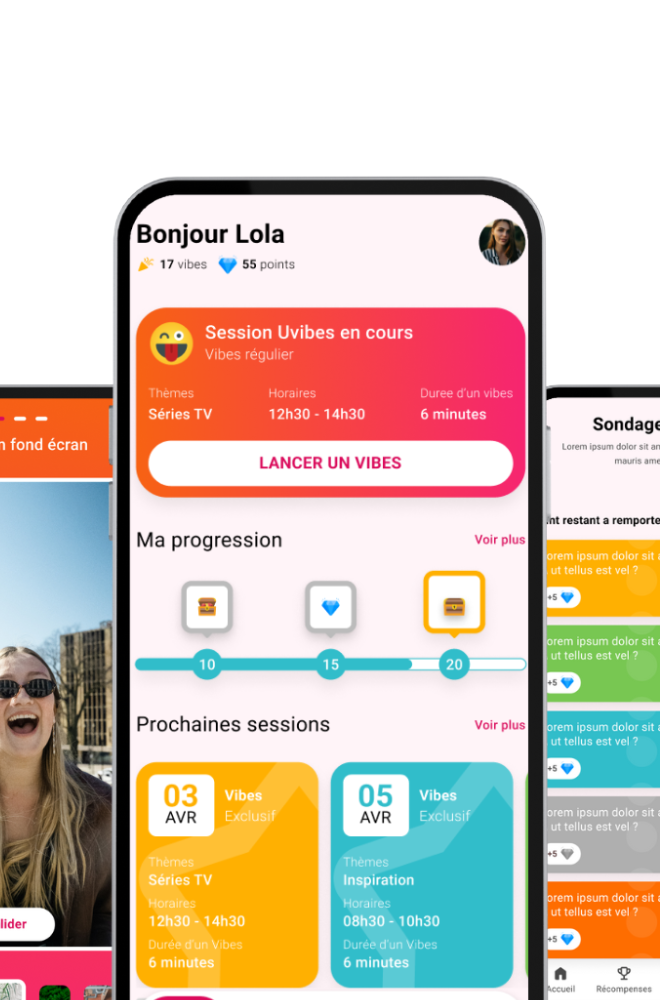 Bonjour Lola
17 vibes 55 points
Session Uvibes en cours
Vibes régulier
Thèmes Horaires Duree d'un vibes
Séries TV 12h30 - 14h30 6 minutes
LANCER UN VIBES
Ma progression Voir plus
10 15 20
Prochaines sessions Voir plus
03 AVR Vibes Exclusif
Thèmes
Séries TV
Horaires
12h30 - 14h30
Durée d'un Vibes
6 minutes
05 AVR Vibes Exclusif
Thèmes
Inspiration
Horaires
08h30 - 10h30
Durée d'un Vibes
6 minutes
n fond écran
lider
Sondage
Lorem ipsum dolor sit
mauris ame
nt restant a remporte
orem ipsum dolor sit
ut tellus est vel ?
+5
orem ipsum dolor sit
ut tellus est vel ?
+5
orem ipsum dolor sit
ut tellus est vel ?
+5
orem ipsum dolor sit
ut tellus est vel ?
+5
orem ipsum dolor sit
ut tellus est vel ?
+5
Accueil Récompenses